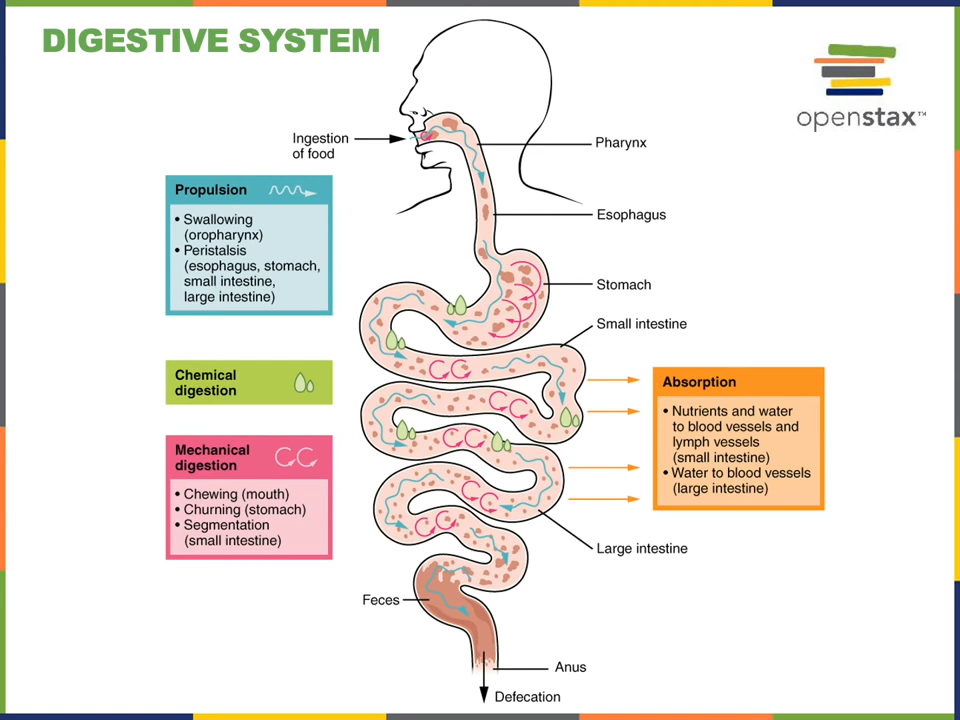 DIGESTIVE SYSTEM
openstax™
Ingestion
of food
Pharynx
Propulsion
• Swallowing
(oropharynx)
• Peristalsis
(esophagus, stomach,
small intestine,
large intestine)
Esophagus
Stomach
Small intestine
Chemical
digestion
Absorption
• Nutrients and water
to blood vessels and
lymph vessels
(small intestine)
• Water to blood vessels
(large intestine)
Mechanical
digestion
• Chewing (mouth)
• Churning (stomach)
• Segmentation
(small intestine)
Large intestine
Feces
Anus
Defecation